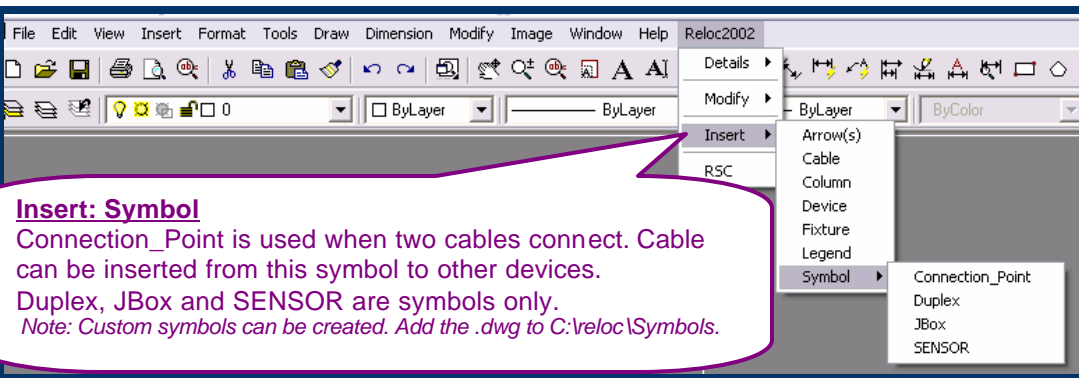 File Edit View Insert Format Tools Draw Dimension Modify Image Window Help Reloc2002
Details
Modify
Insert
RSC
0
ByLayer
ByLayer
ByLayer
ByColor
Arrow(s)
Cable
Column
Device
Fixture
Legend
Symbol
Connection_Point
Duplex
JBox
SENSOR
Insert: Symbol
Connection_Point is used when two cables connect. Cable
can be inserted from this symbol to other devices.
Duplex, JBox and SENSOR are symbols only.
Note: Custom symbols can be created. Add the .dwg to C:\reloc\Symbols.